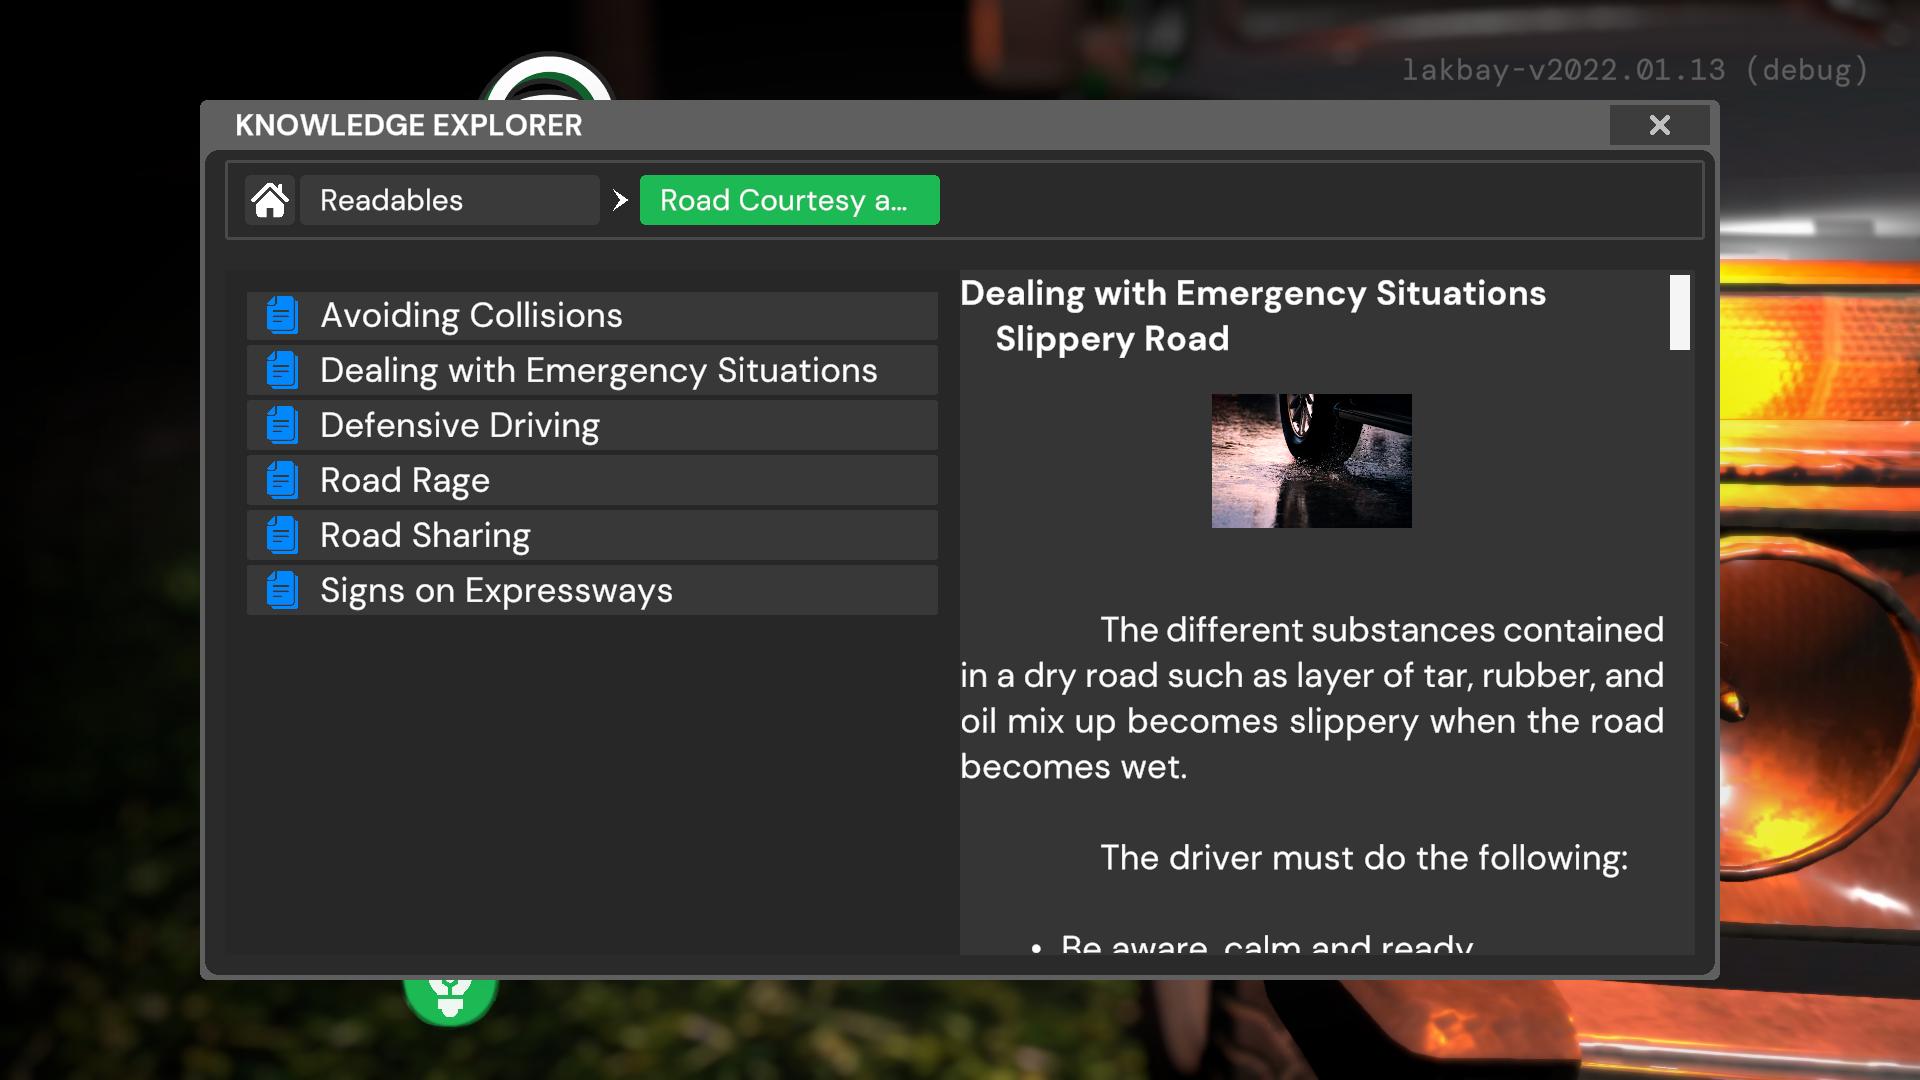 lakbay-v2022.01.13 (debug)
KNOWLEDGE EXPLORER
Readables
Road Courtesy a...
Avoiding Collisions
Dealing with Emergency Situations
Defensive Driving
Road Rage
Road Sharing
Signs on Expressways
Dealing with Emergency Situations
Slippery Road
The different substances contained
in a dry road such as layer of tar, rubber, and
oil mix up becomes slippery when the road
becomes wet.
The driver must do the following:
• Be aware, calm and ready